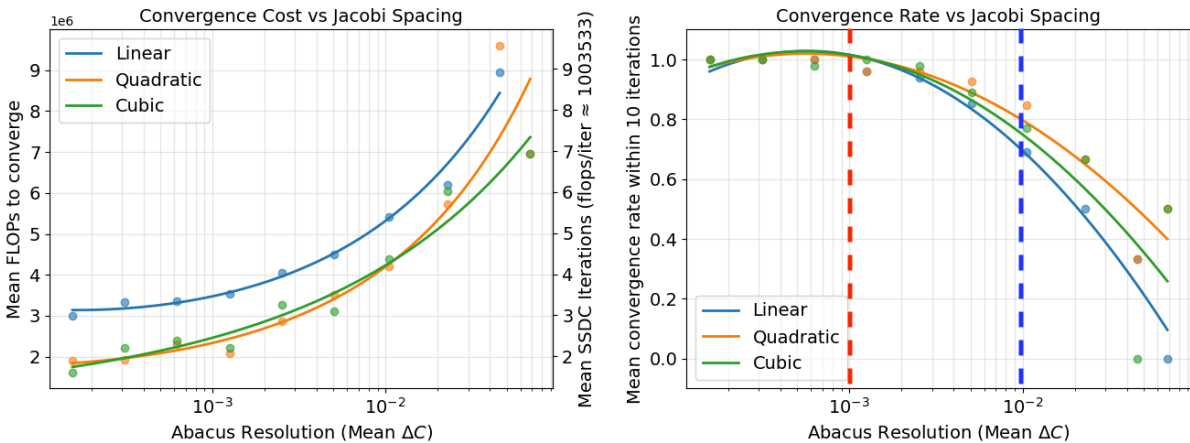 Convergence Cost vs Jacobi Spacing
1e6
Mean FLOPs to converge
9
8
7
6
5
4
3
2
Linear
Quadratic
Cubic
9
8
7
6
5
4
3
2
Mean SSDC Iterations (flops/iter ≈ 1003533)
10⁻³
10⁻²
Abacus Resolution (Mean ΔC)
Convergence Rate vs Jacobi Spacing
Mean convergence rate within 10 iterations
1.0
0.8
0.6
0.4
0.2
0.0
Linear
Quadratic
Cubic
10⁻³
10⁻²
Abacus Resolution (Mean ΔC)